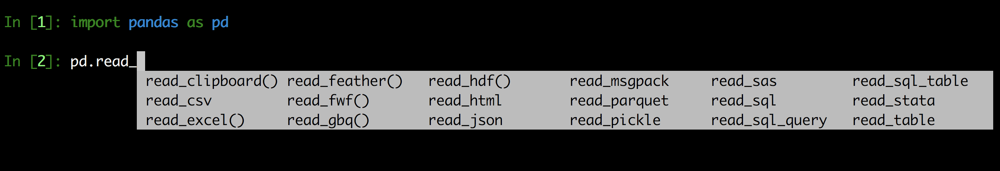 In [1]: import pandas as pd
In [2]: pd.read_
read_clipboard() read_feather() read_hdf() read_msgpack read_sas read_sql_table
read_csv read_fwf() read_html read_parquet read_sql read_stata
read_excel() read_gbq() read_json read_pickle read_sql_query read_table